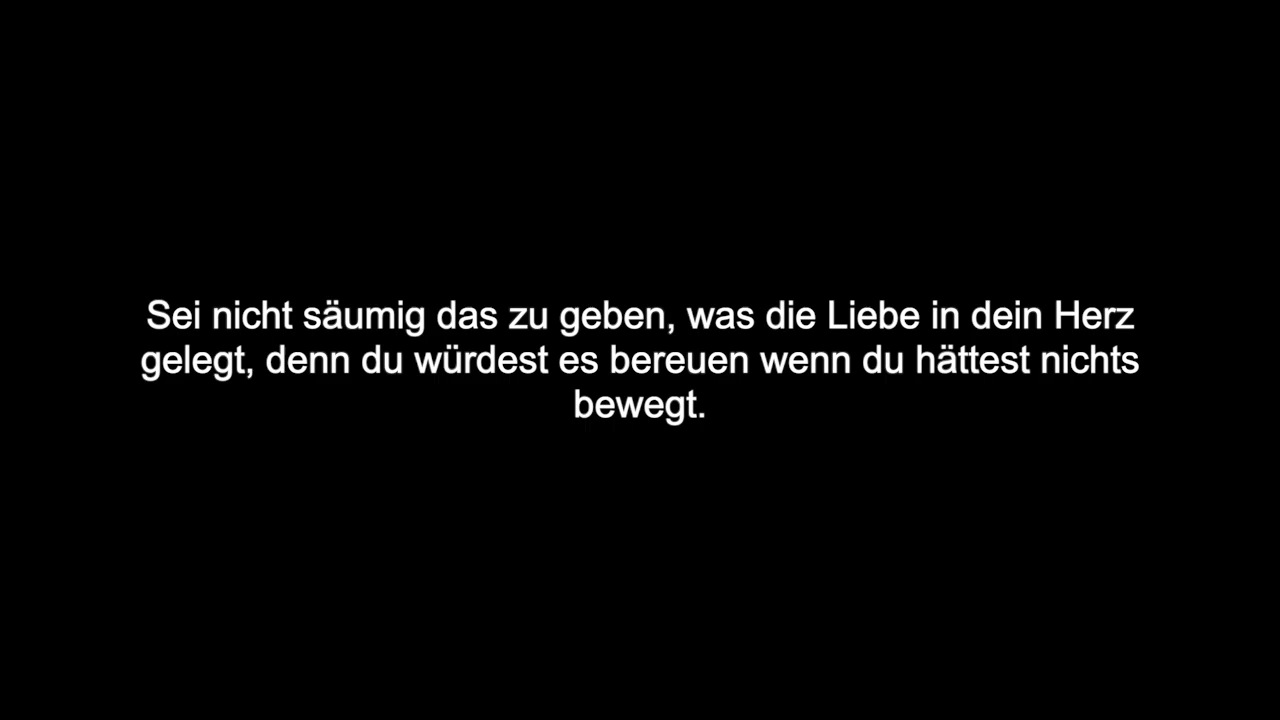 Sei nicht säumig das zu geben, was die Liebe in dein Herz
gelegt, denn du würdest es bereuen wenn du hättest nichts
bewegt.